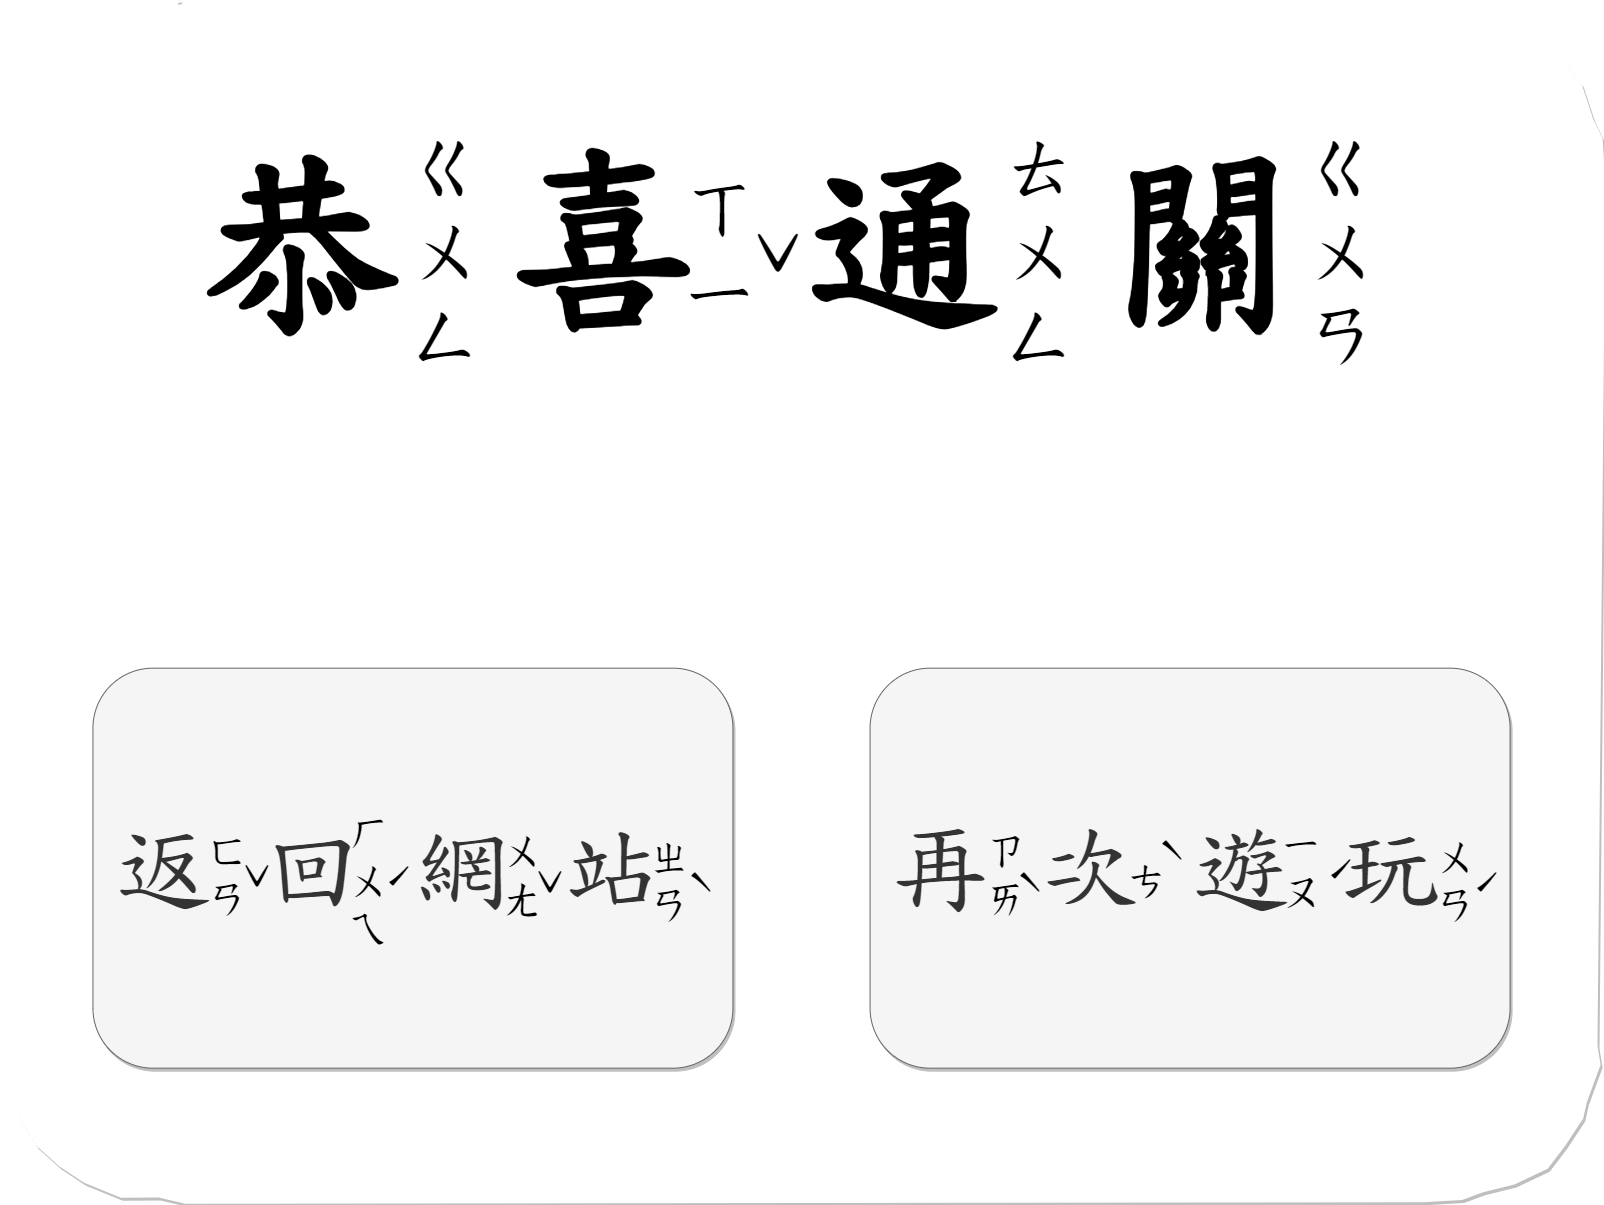 恭ㄍㄨㄥ喜ㄒㄧˇ通ㄊㄨㄥ關ㄍㄨㄢ
返ㄈㄢˇ回ㄏㄨㄟˊ網ㄨㄤˇ站ㄓㄢˋ
再ㄗㄞˋ次ㄘˋ遊ㄧㄡˊ玩ㄨㄢˊ